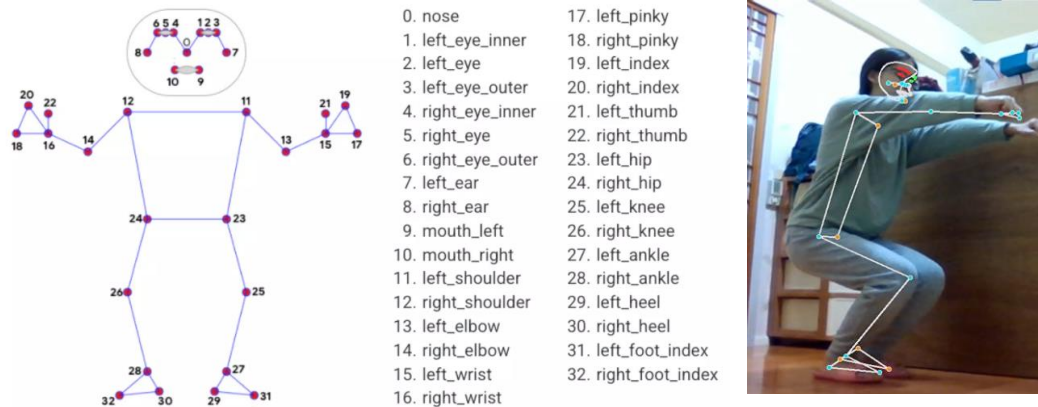 6 5 4 1 2 3
0
8 7
10 9
20 22 12 11 21 19
18 16 14 13 15 17
24 23
26 25
28 27
32 30 29 31
0. nose
1. left_eye_inner
2. left_eye
3. left_eye_outer
4. right_eye_inner
5. right_eye
6. right_eye_outer
7. left_ear
8. right_ear
9. mouth_left
10. mouth_right
11. left_shoulder
12. right_shoulder
13. left_elbow
14. right_elbow
15. left_wrist
16. right_wrist
17. left_pinky
18. right_pinky
19. left_index
20. right_index
21. left_thumb
22. right_thumb
23. left_hip
24. right_hip
25. left_knee
26. right_knee
27. left_ankle
28. right_ankle
29. left_heel
30. right_heel
31. left_foot_index
32. right_foot_index